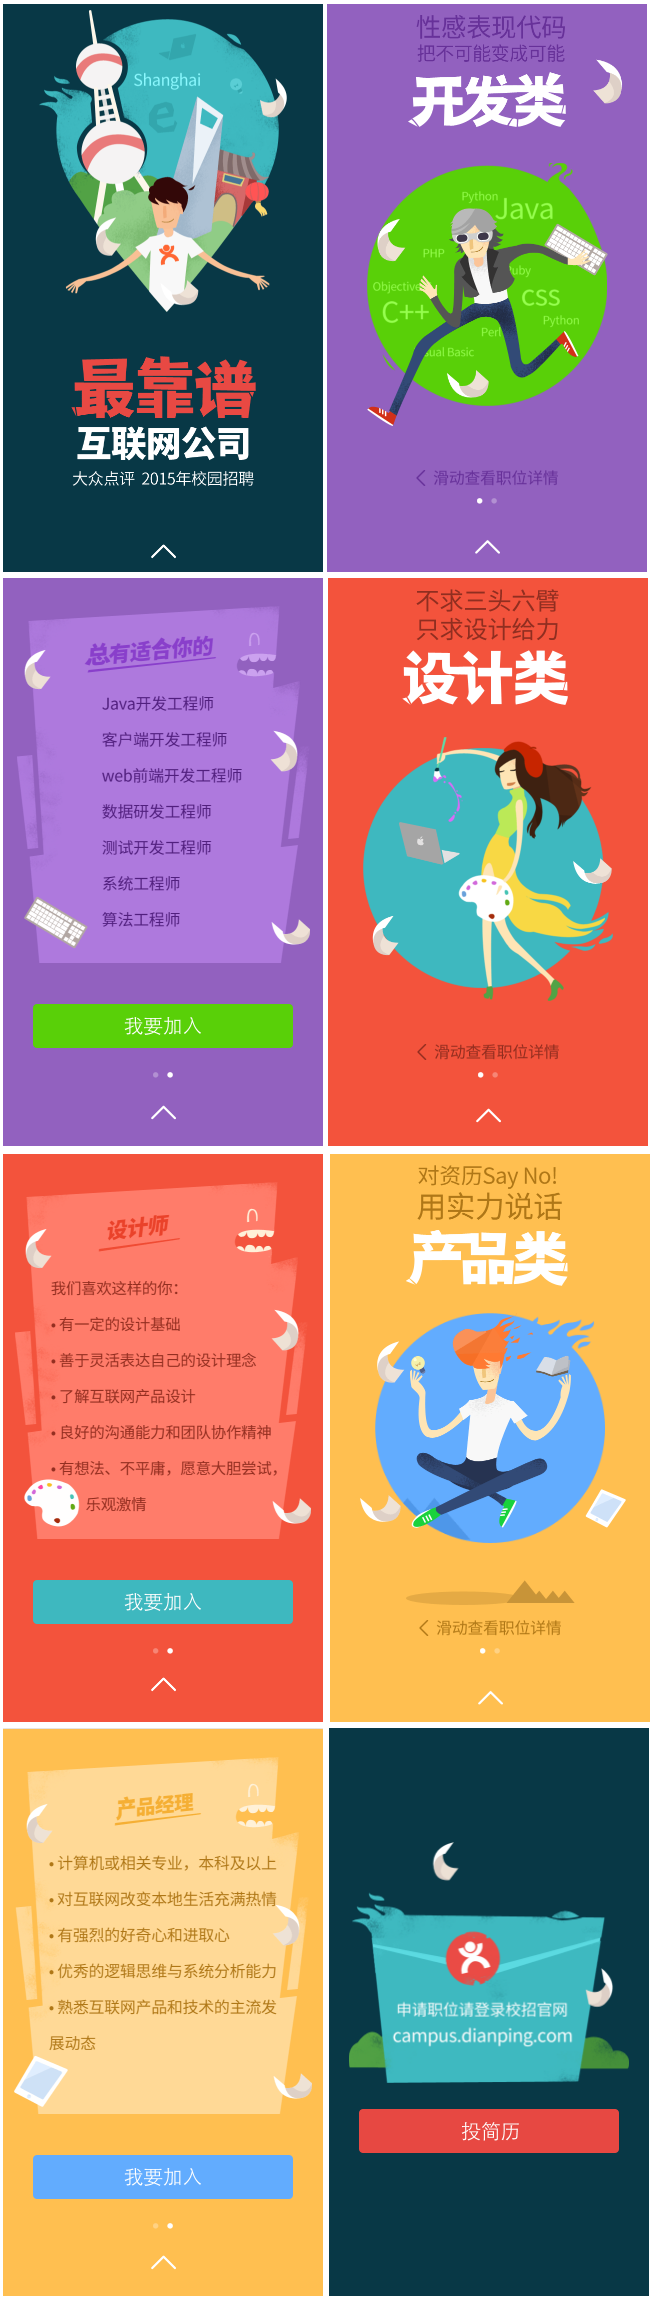 Shanghai
e
最靠谱
互联网公司
大众点评 2015年校园招聘
性感表现代码
把不可能变成可能
开发类
Python
Java
PHP
Objective
C++
CSS
Python
Perl
滑动查看职位详情
总有适合你的
Java开发工程师
客户端开发工程师
web前端开发工程师
数据研发工程师
测试开发工程师
系统工程师
算法工程师
我要加入
不求三头六臂
只求设计给力
设计类
滑动查看职位详情
设计师
我们喜欢这样的你：
• 有一定的设计基础
• 善于灵活表达自己的设计理念
• 了解互联网产品设计
• 良好的沟通能力和团队协作精神
• 有想法、不平庸，愿意大胆尝试，
乐观激情
我要加入
对资历Say No!
用实力说话
产品类
滑动查看职位详情
产品经理
• 计算机或相关专业，本科及以上
• 对互联网改变本地生活充满热情
• 有强烈的好奇心和进取心
• 优秀的逻辑思维与系统分析能力
• 熟悉互联网产品和技术的主流发
展动态
我要加入
申请职位请登录校招官网
campus.dianping.com
投简历